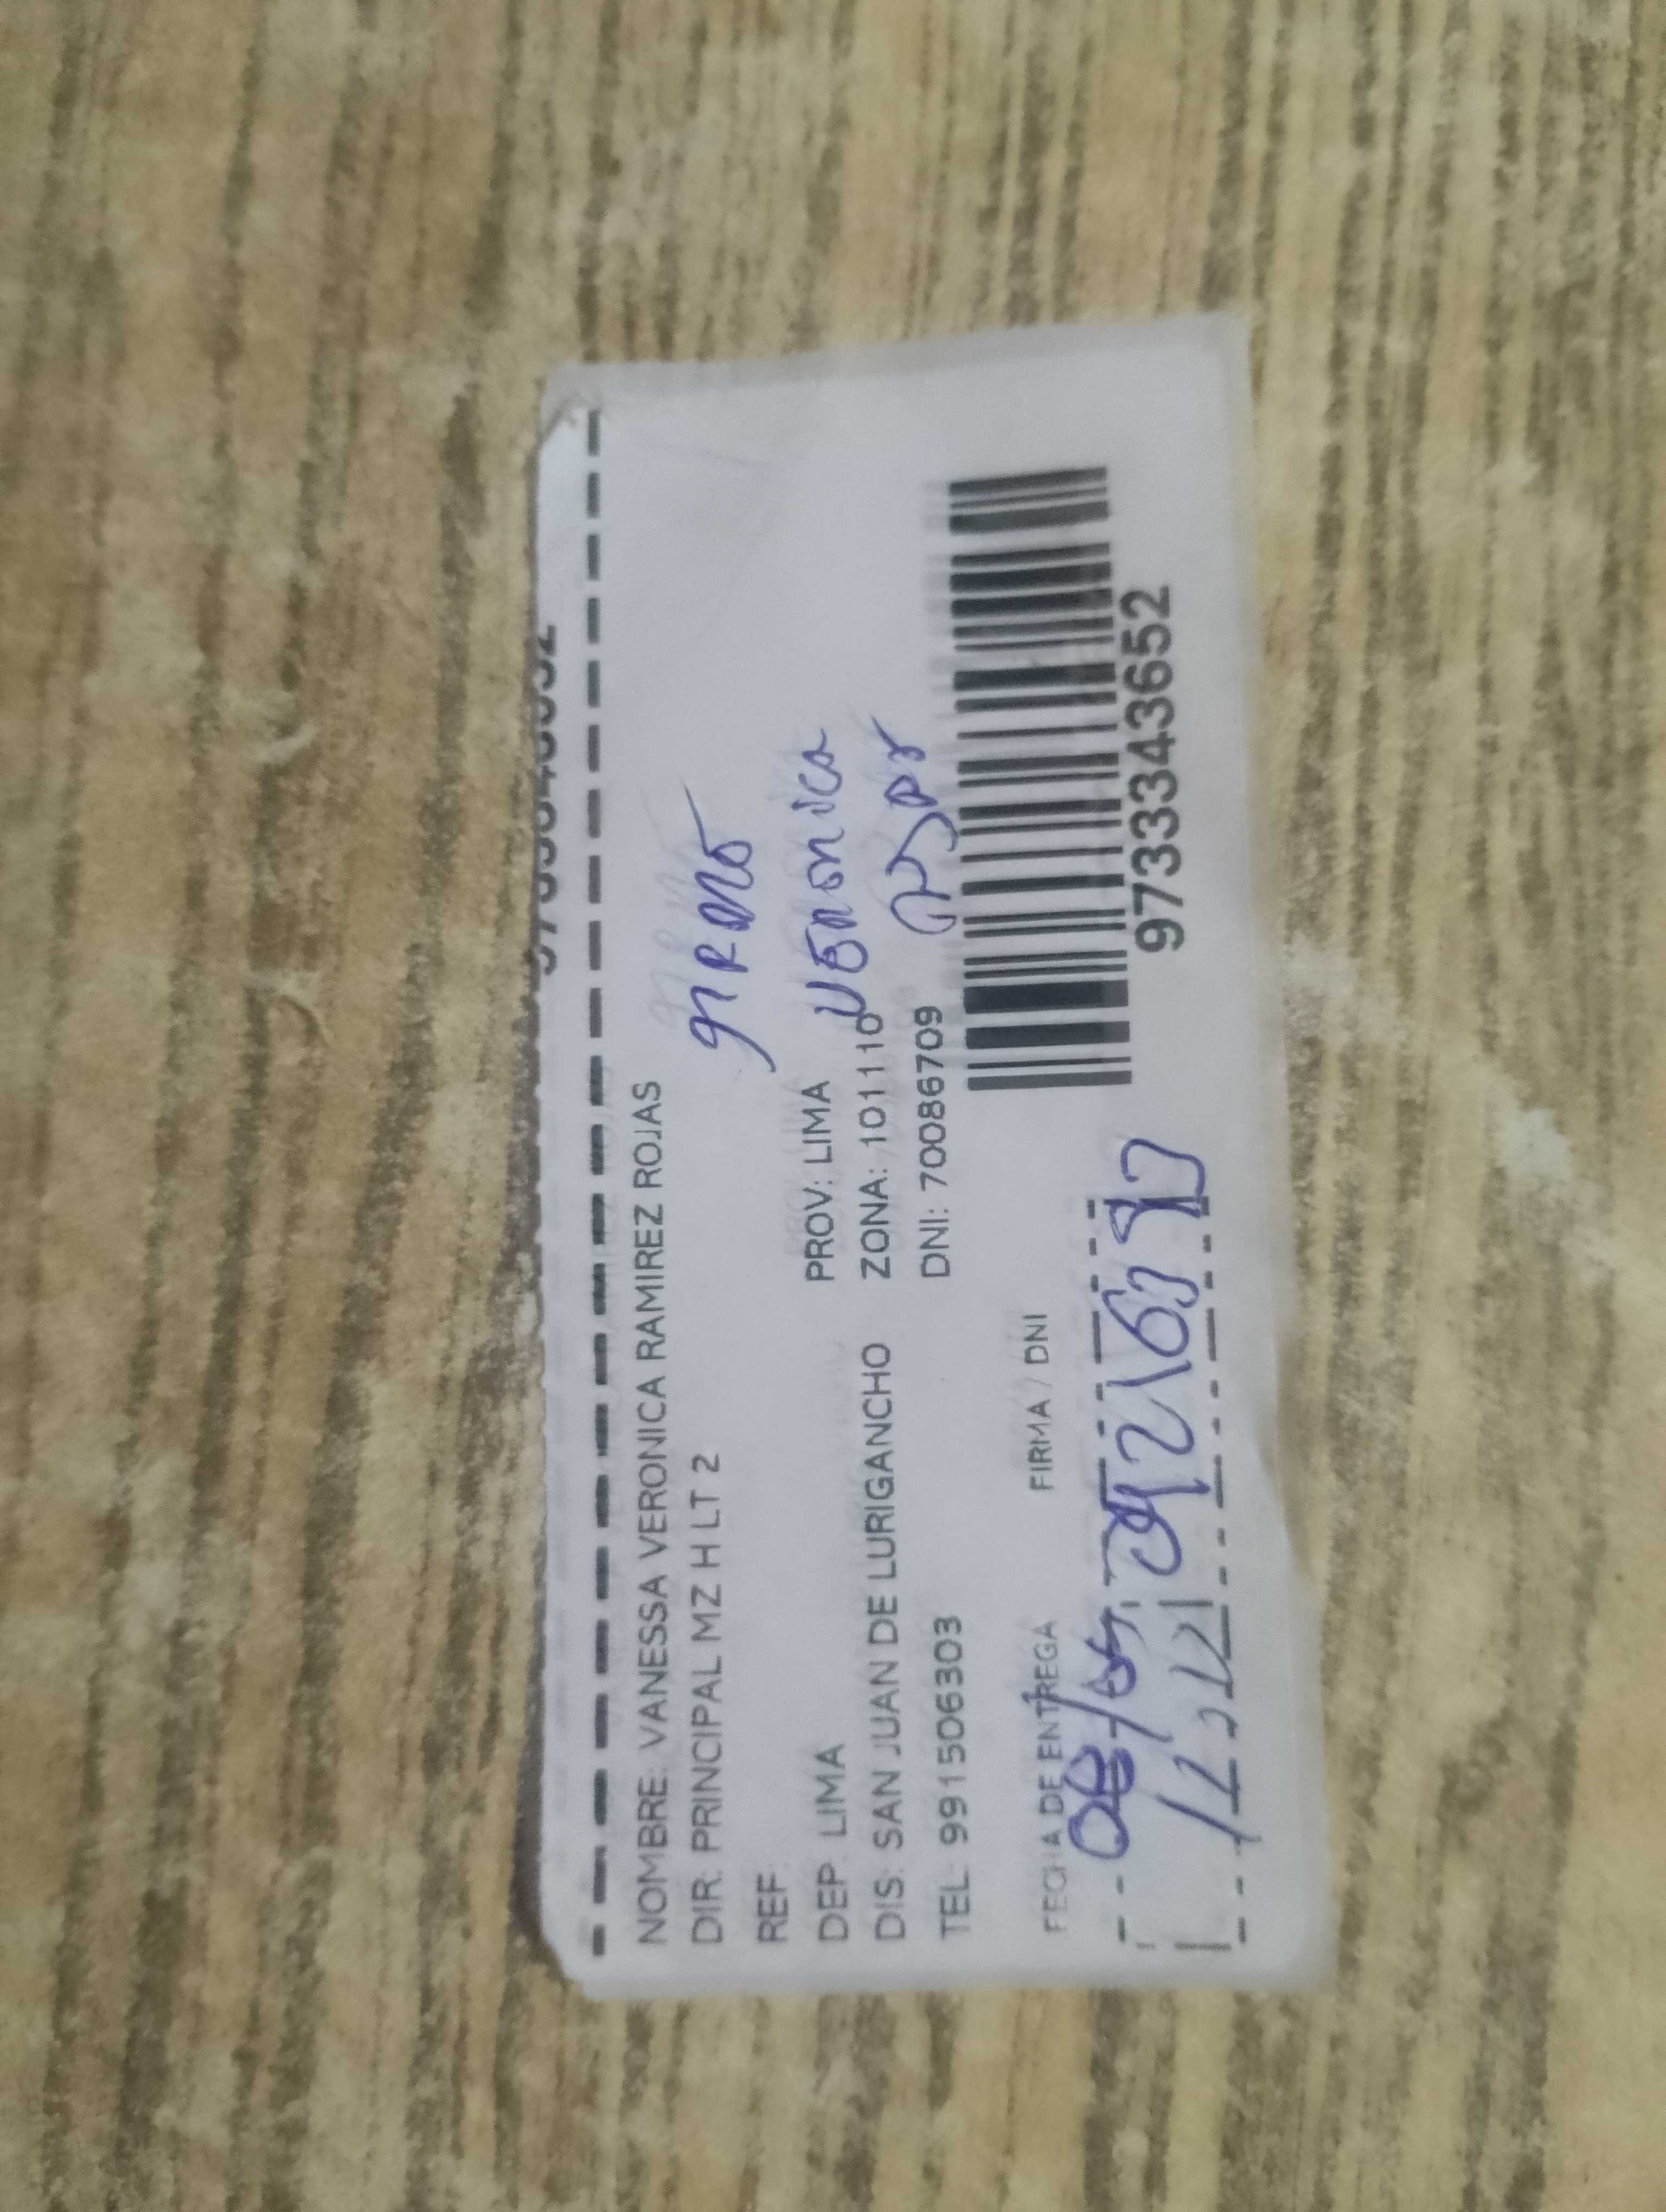 NOMBRE: VANESSA VERONICA RAMIREZ ROJAS
DIR: PRINCIPAL MZ H LT 2
REF:
DEP: LIMA PROV: LIMA
DIS: SAN JUAN DE LURIGANCHO ZONA: 1011110
TEL: 991506303 DNI: 70086709
FECHA DE ENTREGA FIRMA / DNI
9733343652